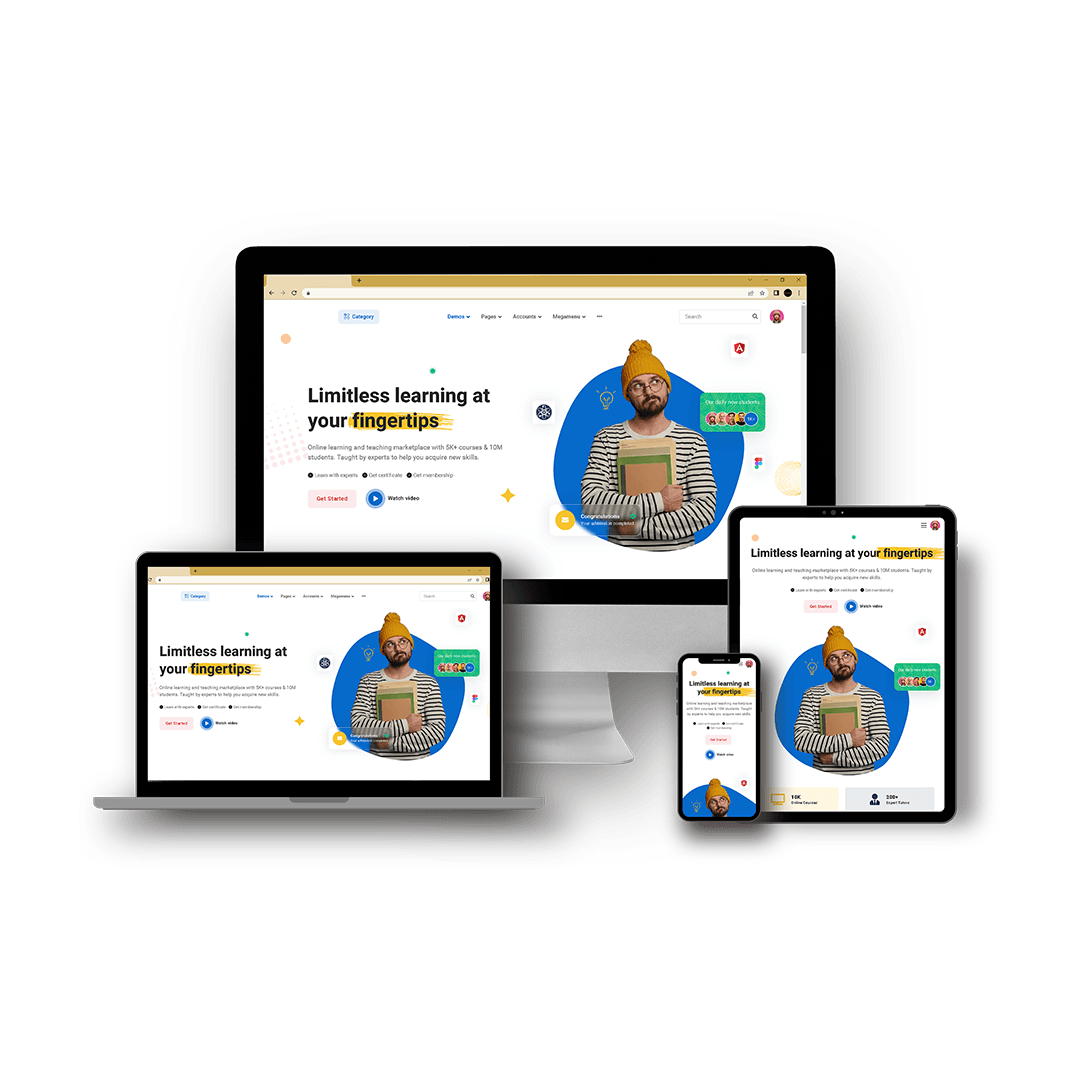 Category
Demos
Pages
Accounts
Megamenu
Search
Limitless learning at
your fingertips
Online learning and teaching marketplace with 5K+ courses & 10M
students. Taught by experts to help you acquire new skills.
Learn with experts Get certificate Get membership
Get Started
Watch video
Our daily new students
1K+
Congratulations
Your admission completed
Category
Demos
Pages
Accounts
Megamenu
Search
Limitless learning at
your fingertips
Online learning and teaching marketplace with 5K+ courses & 10M
students. Taught by experts to help you acquire new skills.
Learn with experts Get certificate Get membership
Get Started
Watch video
Our daily new students
Congratulations
Your admission completed
Limitless learning at
your fingertips
Online learning and teaching marketplace
with 5K+ courses & 10M students. Taught
by experts to help you acquire new skills.
Learn with experts Get certificate
Get membership
Get Started
Watch video
Limitless learning at your fingertips
Online learning and teaching marketplace with 5K+ courses & 10M students. Taught by
experts to help you acquire new skills.
Learn with experts Get certificate Get membership
Get Started
Watch video
Our daily new students
10K
Online Courses
200+
Expert Tutors